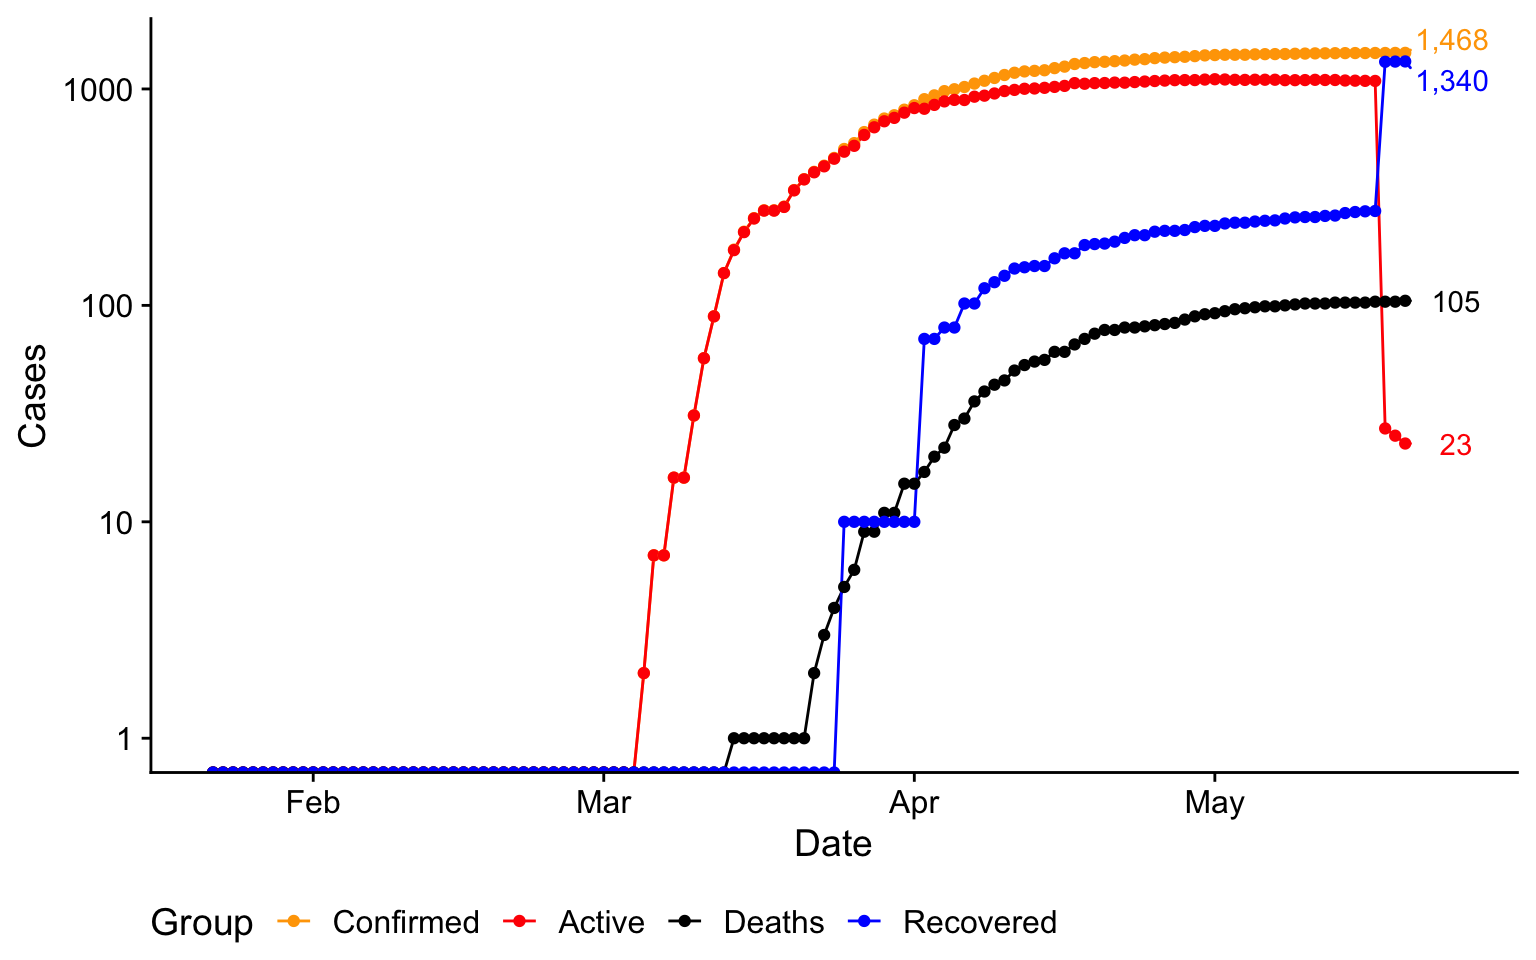 1,468
1000
1,340
100
105
Cases
23
10
1
Feb Mar Apr May
Date
Group Confirmed Active Deaths Recovered